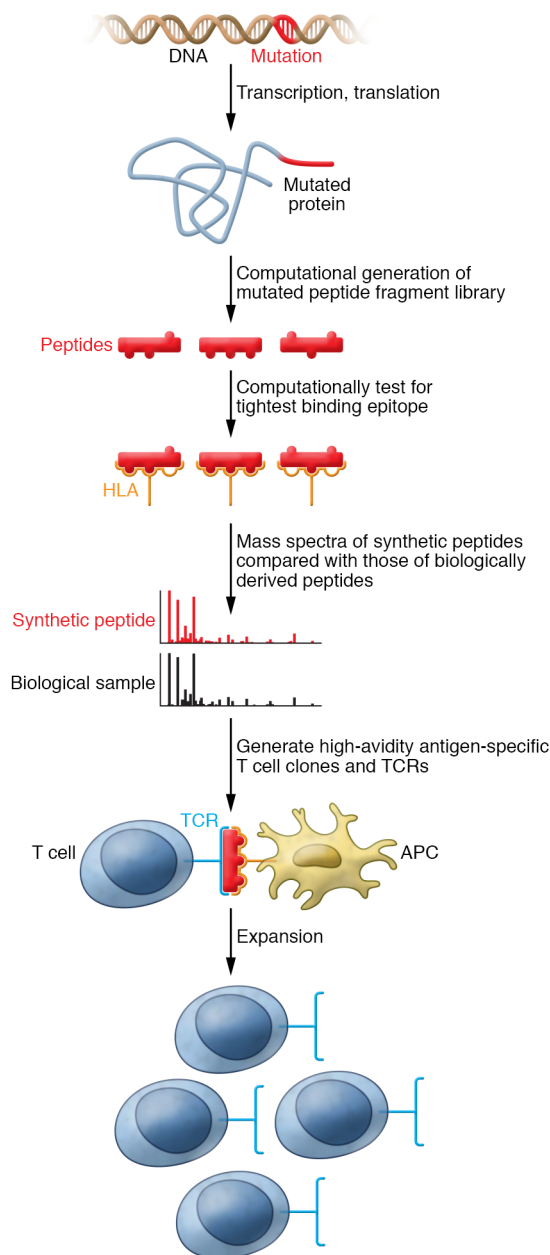 DNA
Mutation
Transcription, translation
Mutated
protein
Computational generation of
mutated peptide fragment library
Peptides
Computationally test for
tightest binding epitope
HLA
Mass spectra of synthetic peptides
compared with those of biologically
derived peptides
Synthetic peptide
Biological sample
Generate high-avidity antigen-specific
T cell clones and TCRs
TCR
T cell
APC
Expansion